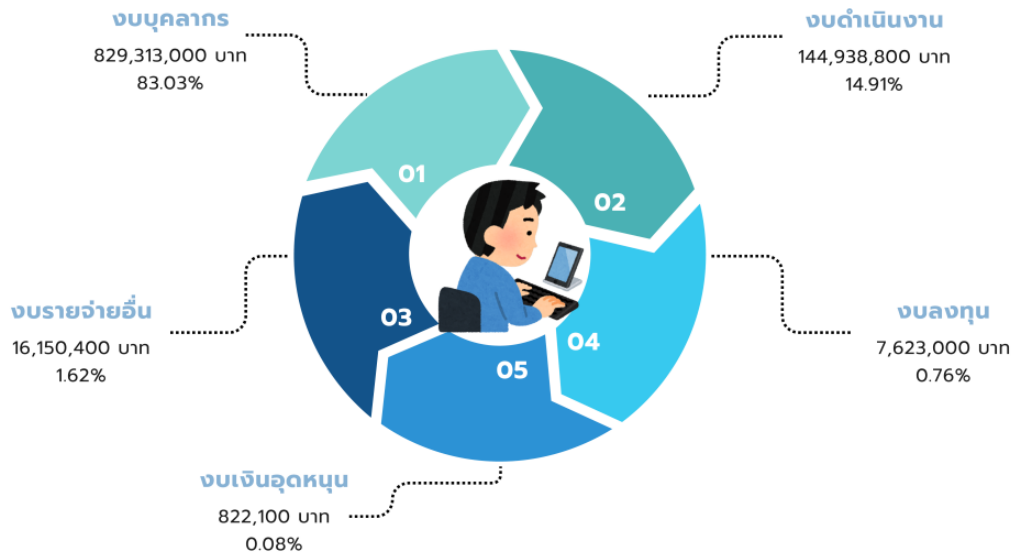 งบบุคลากร
829,313,000 บาท
83.03%
งบดำเนินงาน
144,938,800 บาท
14.91%
01
02
งบรายจ่ายอื่น
16,150,400 บาท
1.62%
03
04
งบลงทุน
7,623,000 บาท
0.76%
05
งบเงินอุดหนุน
822,100 บาท
0.08%